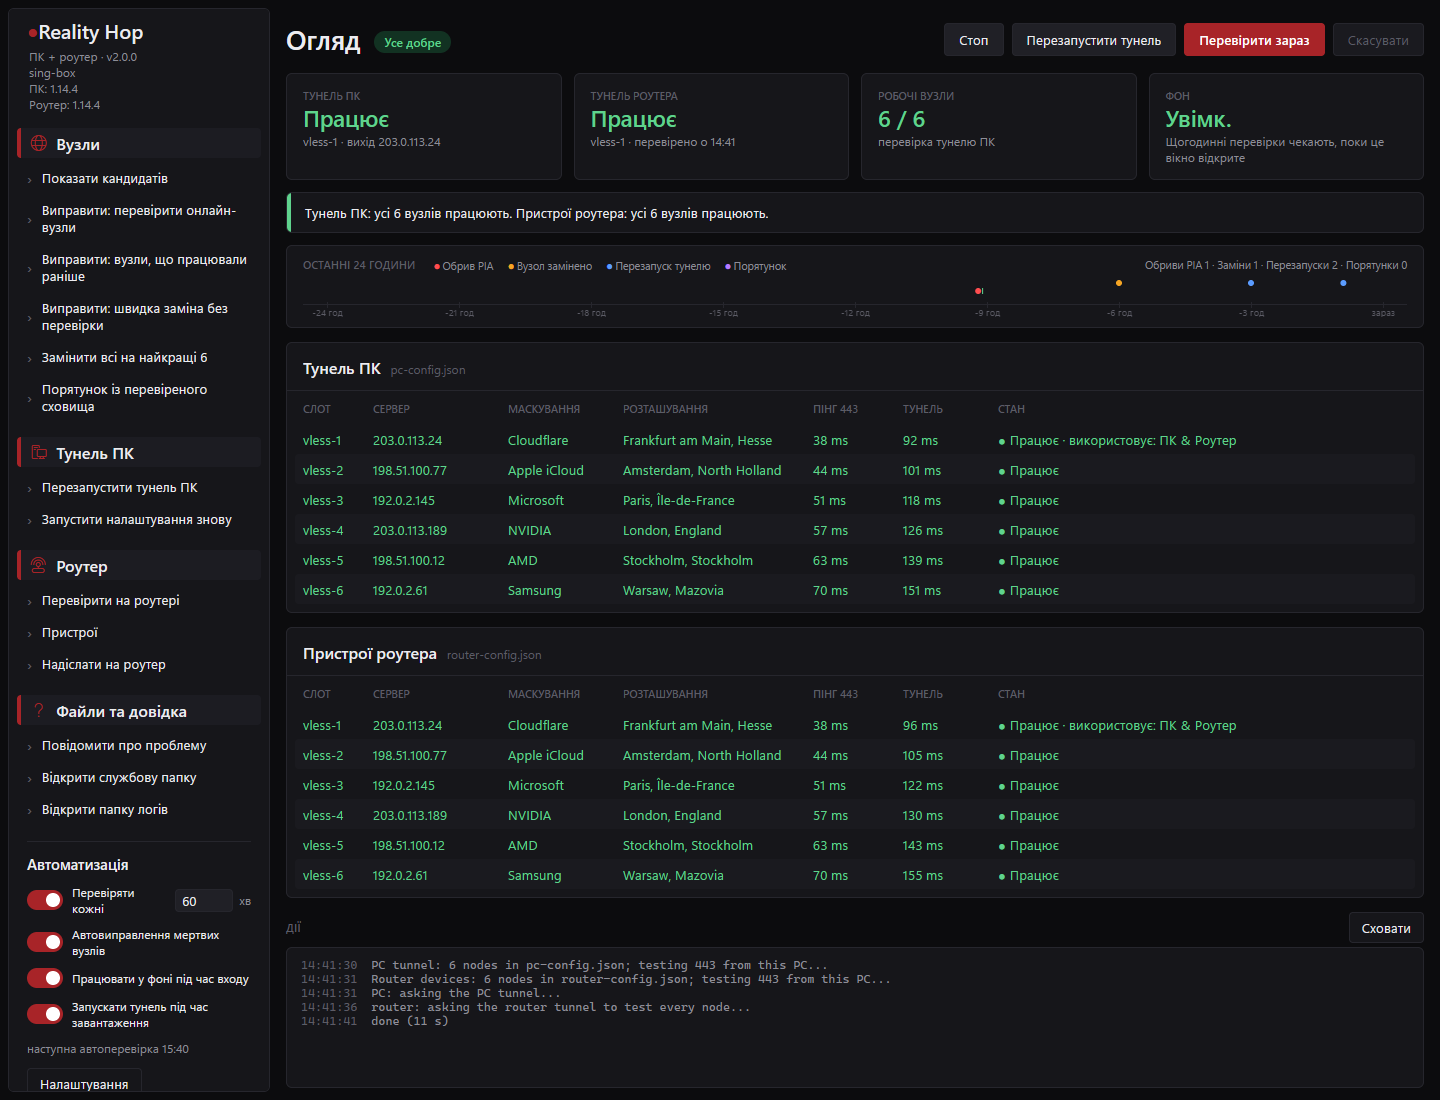 Reality Hop
ПК + роутер · v2.0.0
sing-box
ПК: 1.14.4
Роутер: 1.14.4
Вузли
Показати кандидатів
Виправити: перевірити онлайн-
вузли
Виправити: вузли, що працювали
раніше
Виправити: швидка заміна без
перевірки
Замінити всі на найкращі 6
Порятунок із перевіреного
сховища
Тунель ПК
Перезапустити тунель ПК
Запустити налаштування знову
Роутер
Перевірити на роутері
Пристрої
Надіслати на роутер
Файли та довідка
Повідомити про проблему
Відкрити службову папку
Відкрити папку логів
Автоматизація
Перевіряти
кожні
60 хв
Автовиправлення мертвих
вузлів
Працювати у фоні під час входу
Запускати тунель під час
завантаження
наступна автоперевірка 15:40
Налаштування
Огляд Усе добре
Стоп Перезапустити тунель Перевірити зараз Скасувати
ТУНЕЛЬ ПК
Працює
vless-1 · вихід 203.0.113.24
ТУНЕЛЬ РОУТЕРА
Працює
vless-1 · перевірено о 14:41
РОБОЧІ ВУЗЛИ
6 / 6
перевірка тунелю ПК
ФОН
Увімк.
Щогодинні перевірки чекають, поки це
вікно відкрите
Тунель ПК: усі 6 вузлів працюють. Пристрої роутера: усі 6 вузлів працюють.
ОСТАННІ 24 ГОДИНИ Обрив PIA Вузол замінено Перезапуск тунелю Порятунок Обриви PIA 1 · Заміни 1 · Перезапуски 2 · Порятунки 0
-24 год -21 год -18 год -15 год -12 год -9 год -6 год -3 год зараз
Тунель ПК pc-config.json
СЛОТ СЕРВЕР МАСКУВАННЯ РОЗТАШУВАННЯ ПІНГ 443 ТУНЕЛЬ СТАН
vless-1 203.0.113.24 Cloudflare Frankfurt am Main, Hesse 38 ms 92 ms ● Працює · використовує: ПК & Роутер
vless-2 198.51.100.77 Apple iCloud Amsterdam, North Holland 44 ms 101 ms ● Працює
vless-3 192.0.2.145 Microsoft Paris, Île-de-France 51 ms 118 ms ● Працює
vless-4 203.0.113.189 NVIDIA London, England 57 ms 126 ms ● Працює
vless-5 198.51.100.12 AMD Stockholm, Stockholm 63 ms 139 ms ● Працює
vless-6 192.0.2.61 Samsung Warsaw, Mazovia 70 ms 151 ms ● Працює
Пристрої роутера router-config.json
СЛОТ СЕРВЕР МАСКУВАННЯ РОЗТАШУВАННЯ ПІНГ 443 ТУНЕЛЬ СТАН
vless-1 203.0.113.24 Cloudflare Frankfurt am Main, Hesse 38 ms 96 ms ● Працює · використовує: ПК & Роутер
vless-2 198.51.100.77 Apple iCloud Amsterdam, North Holland 44 ms 105 ms ● Працює
vless-3 192.0.2.145 Microsoft Paris, Île-de-France 51 ms 122 ms ● Працює
vless-4 203.0.113.189 NVIDIA London, England 57 ms 130 ms ● Працює
vless-5 198.51.100.12 AMD Stockholm, Stockholm 63 ms 143 ms ● Працює
vless-6 192.0.2.61 Samsung Warsaw, Mazovia 70 ms 155 ms ● Працює
ДІЇ Сховати
14:41:30 PC tunnel: 6 nodes in pc-config.json; testing 443 from this PC...
14:41:31 Router devices: 6 nodes in router-config.json; testing 443 from this PC...
14:41:31 PC: asking the PC tunnel...
14:41:36 router: asking the router tunnel to test every node...
14:41:41 done (11 s)